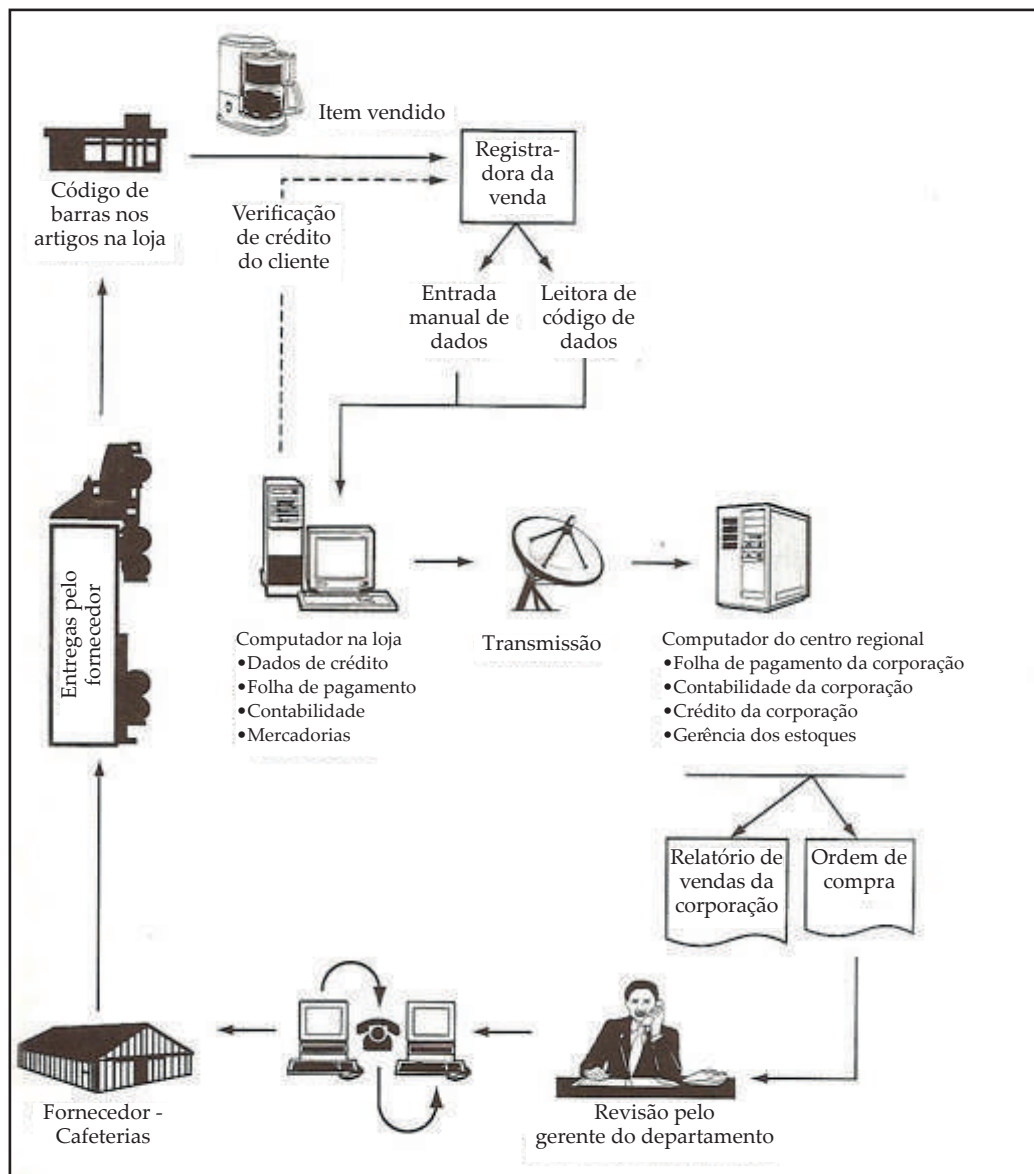 Item vendido
Código de
barras nos
artigos na loja
Registra-
dora da
venda
Verificação
de crédito
do cliente
Entrada
manual de
dados
Leitora de
código de
dados
Entregas pelo
fornecedor
Computador na loja
•Dados de crédito
•Folha de pagamento
•Contabilidade
•Mercadorias
Transmissão
Computador do centro regional
•Folha de pagamento da corporação
•Contabilidade da corporação
•Crédito da corporação
•Gerência dos estoques
Relatório de
vendas da
corporação
Ordem de
compra
Fornecedor -
Cafeterias
Revisão pelo
gerente do departamento